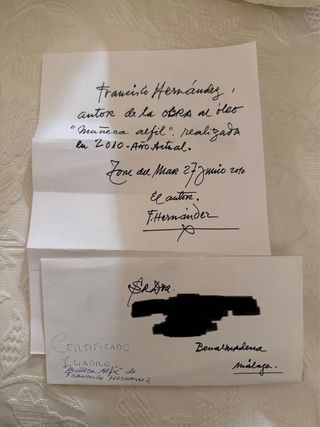 Francisco Hernández,
autor de la OBRA al óleo
"Muñeca alfil". realizada
en 2010-Año Actual.
Torre del Mar 27 junio 2010
El autor.
F. Hernández
Benalmadena
Málaga.
CERTIFICADO
CUADRO
"Muñeca Alfil" de
Francisco Hernández